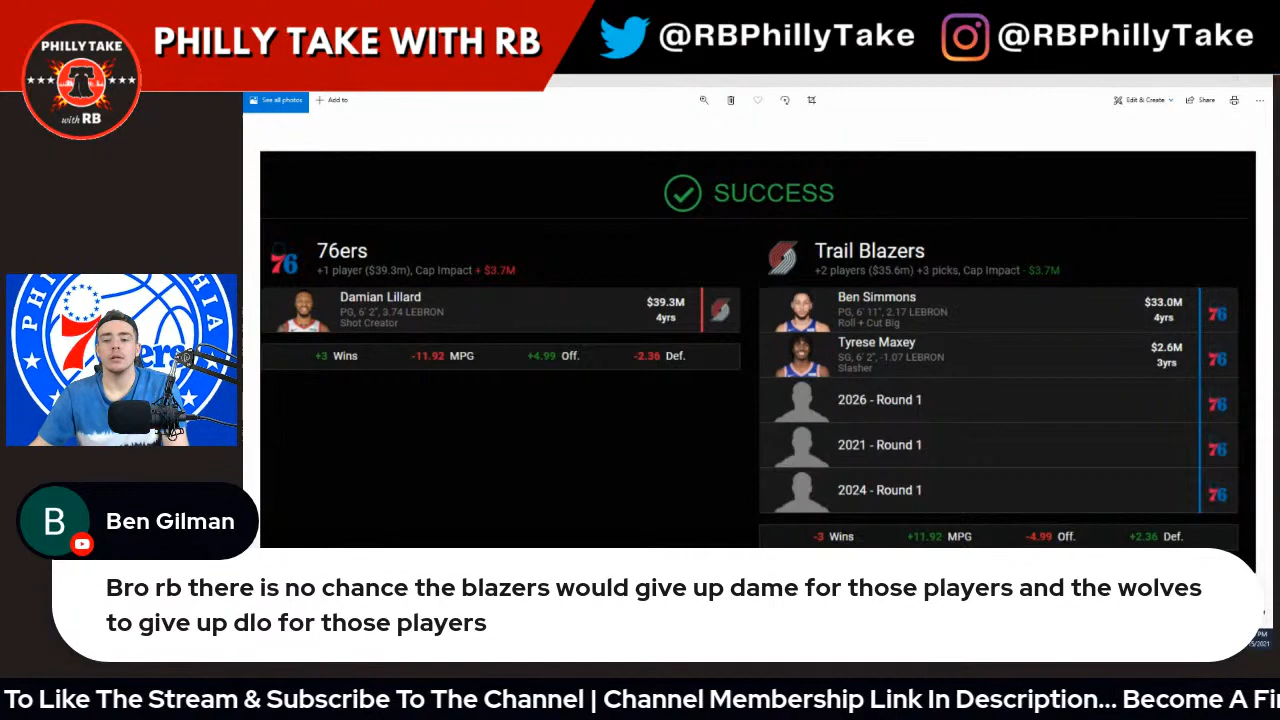 PHILLY TAKE
with RB
PHILLY TAKE WITH RB
@RBPhillyTake
@RBPhillyTake
See all photos
Add to
Edit & Create
Share
SUCCESS
76ers
+1 player ($39.3m), Cap Impact + $3.7M
Damian Lillard
PG, 6' 2", 3.74 LEBRON
Shot Creator
$39.3M
4yrs
+3 Wins -11.92 MPG +4.99 Off. -2.36 Def.
Trail Blazers
+2 players ($35.6m) +3 picks, Cap Impact - $3.7M
Ben Simmons
PG, 6' 11", 2.17 LEBRON
Roll + Cut Big
$33.0M
4yrs
76
Tyrese Maxey
SG, 6' 2", -1.07 LEBRON
Slasher
$2.6M
3yrs
76
2026 - Round 1
76
2021 - Round 1
76
2024 - Round 1
76
-3 Wins +11.92 MPG -4.99 Off. +2.36 Def.
B
Ben Gilman
Bro rb there is no chance the blazers would give up dame for those players and the wolves
to give up dlo for those players
To Like The Stream & Subscribe To The Channel | Channel Membership Link In Description... Become A Fi